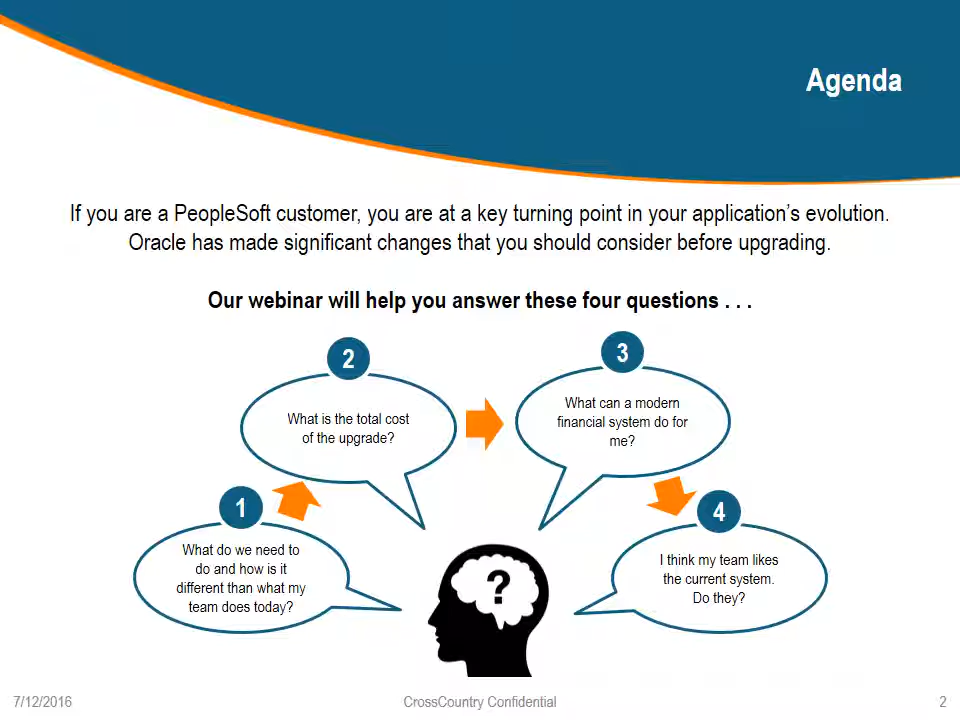 Agenda
If you are a PeopleSoft customer, you are at a key turning point in your application’s evolution.
Oracle has made significant changes that you should consider before upgrading.
Our webinar will help you answer these four questions . . .
1
What do we need to
do and how is it
different than what my
team does today?
2
What is the total cost
of the upgrade?
3
What can a modern
financial system do for
me?
4
I think my team likes
the current system.
Do they?
?
7/12/2016
CrossCountry Confidential
2